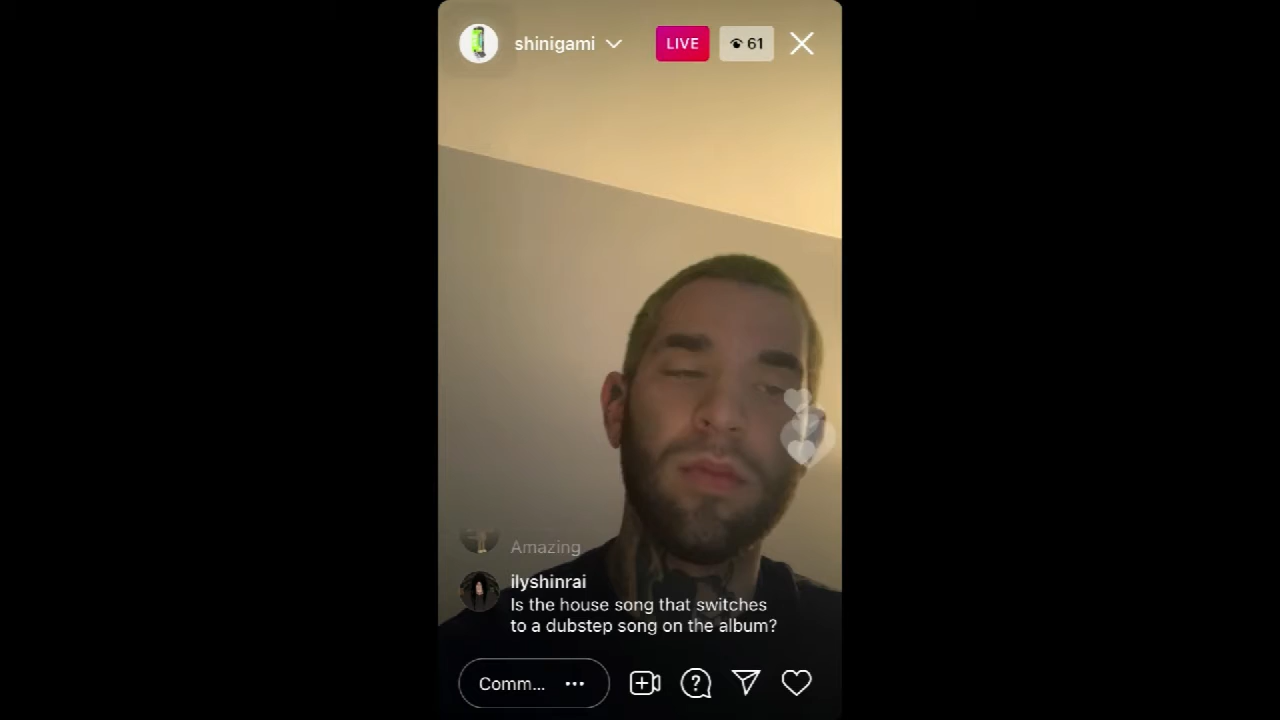 shinigami
LIVE
61
Amazing
ilyshinrai
Is the house song that switches
to a dubstep song on the album?
Comm...